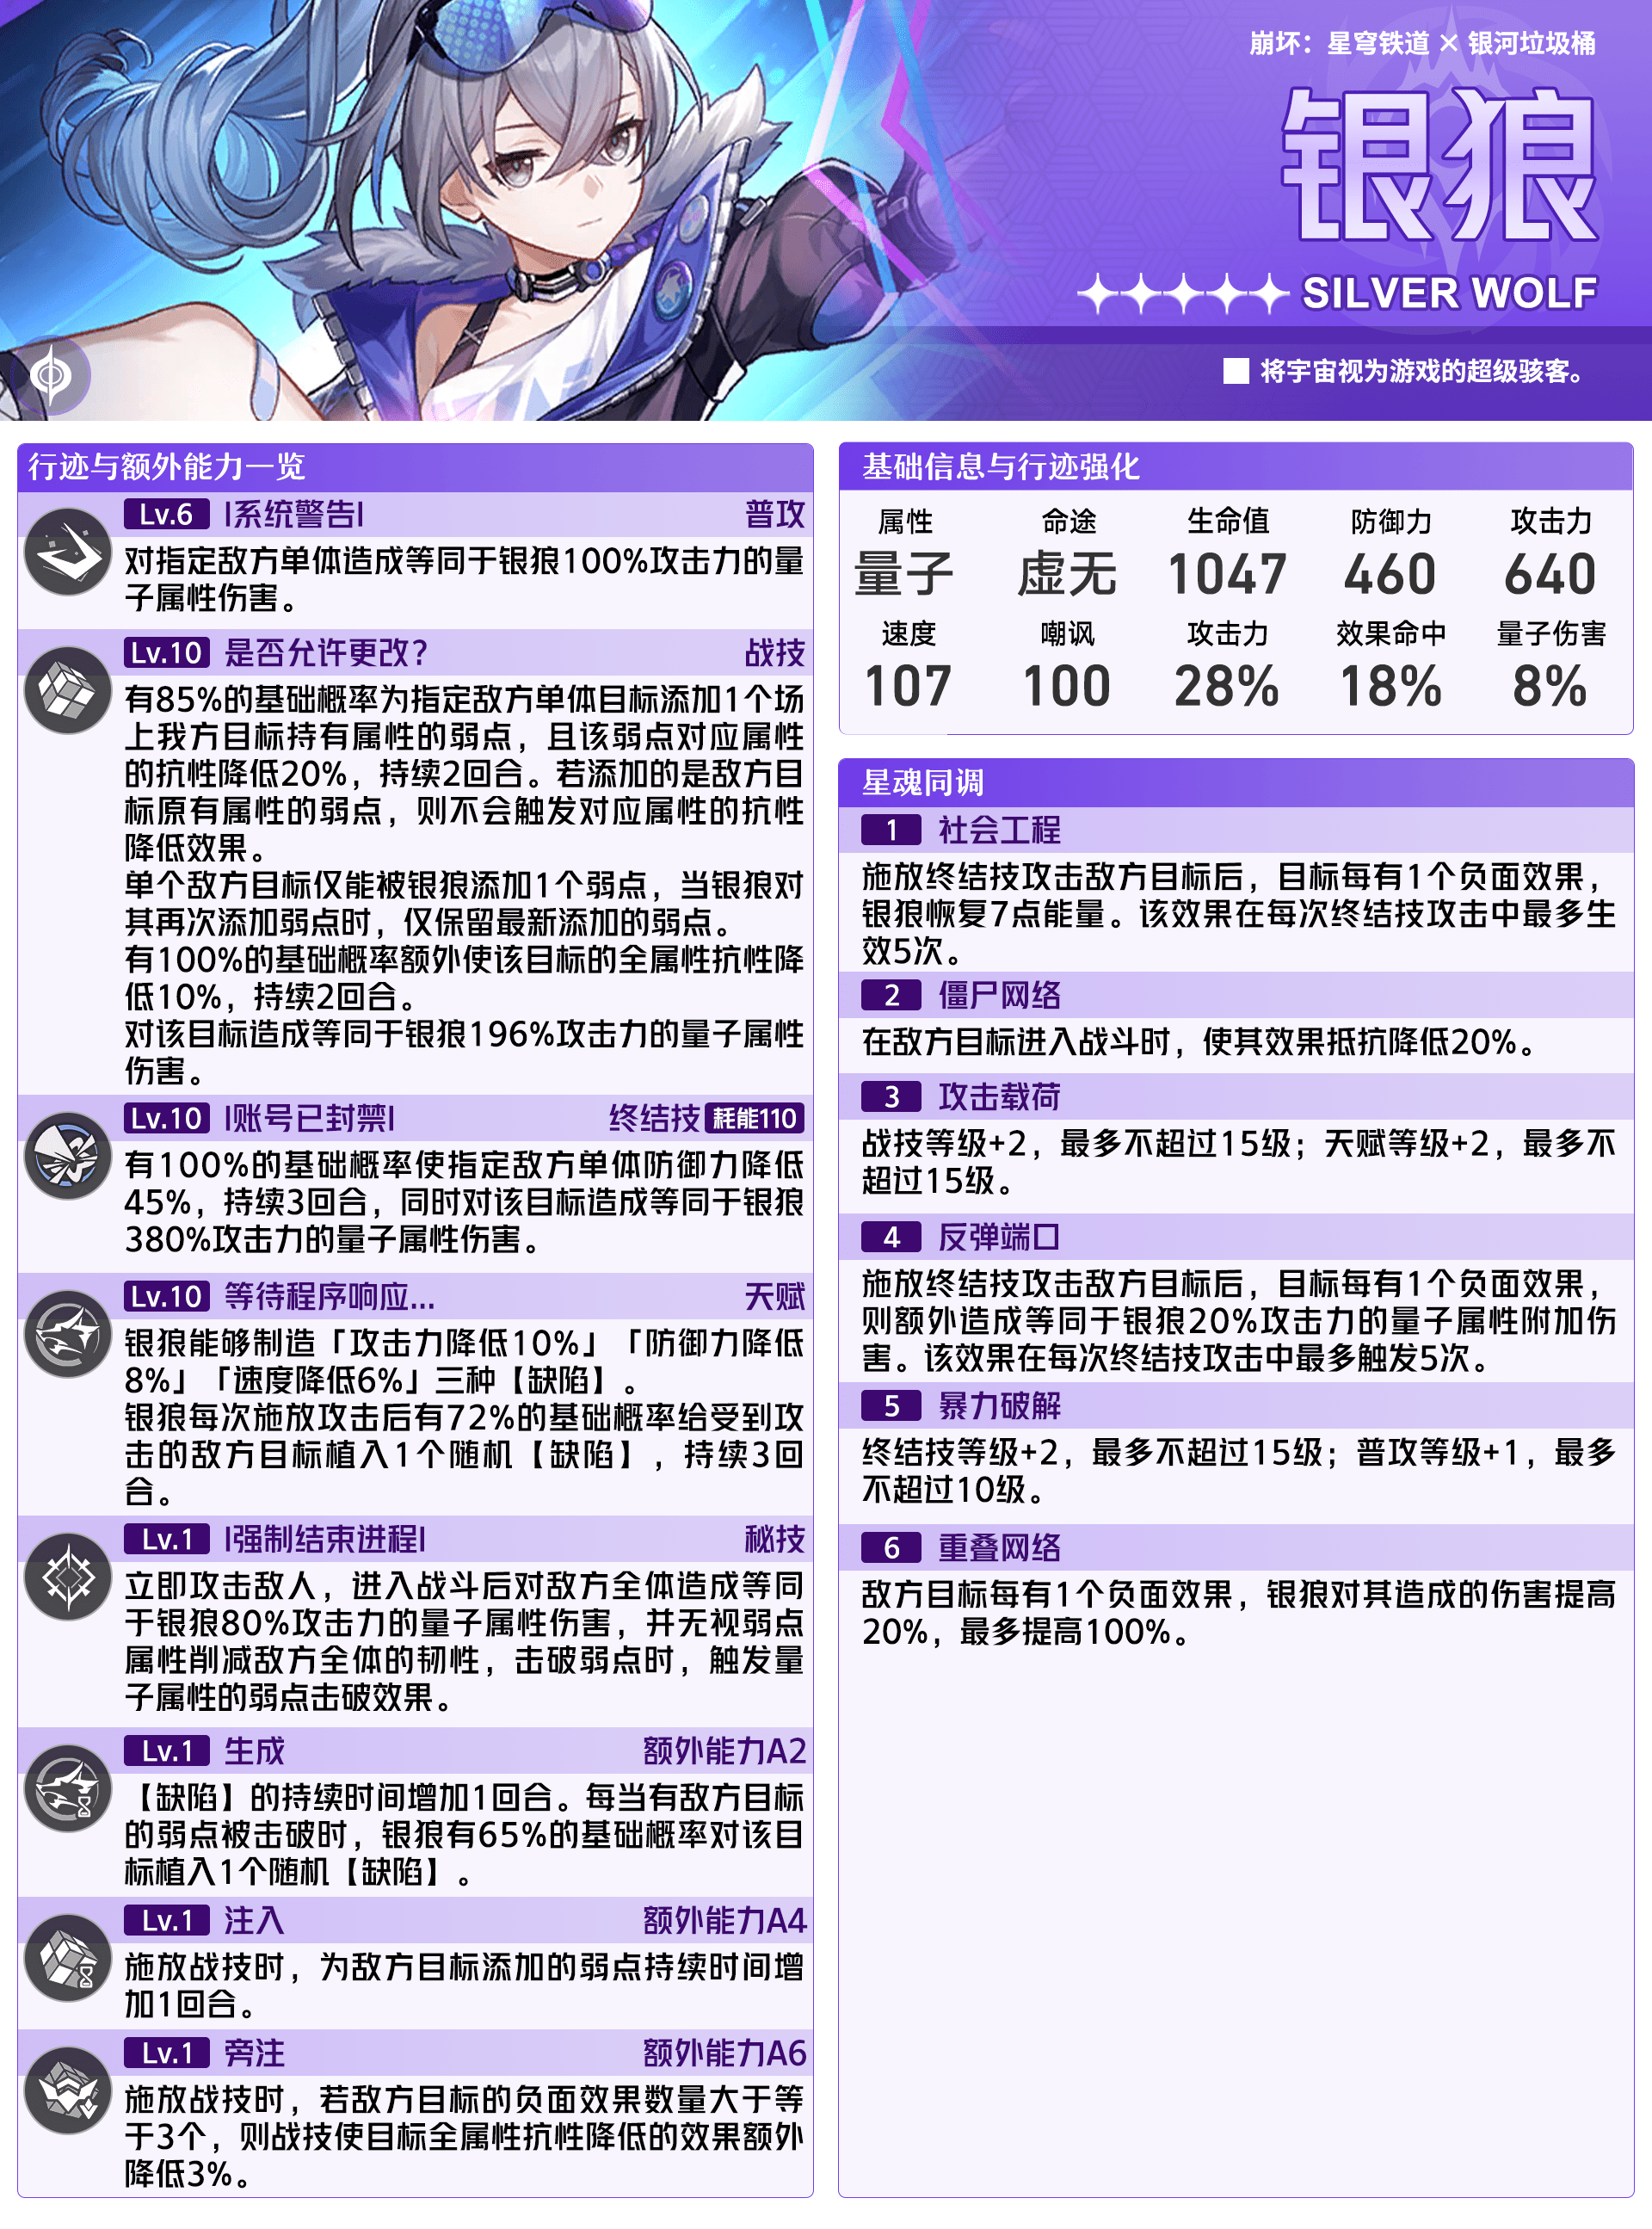 崩坏：星穹铁道 × 银河垃圾桶
银狼
SILVER WOLF
将宇宙视为游戏的超级骇客。
行迹与额外能力一览
Lv.6 |系统警告| 普攻
对指定敌方单体造成等同于银狼100%攻击力的量
子属性伤害。
Lv.10 是否允许更改？ 战技
有85%的基础概率为指定敌方单体目标添加1个场
上我方目标持有属性的弱点，且该弱点对应属性
的抗性降低20%，持续2回合。若添加的是敌方目
标原有属性的弱点，则不会触发对应属性的抗性
降低效果。
单个敌方目标仅能被银狼添加1个弱点，当银狼对
其再次添加弱点时，仅保留最新添加的弱点。
有100%的基础概率额外使该目标的全属性抗性降
低10%，持续2回合。
对该目标造成等同于银狼196%攻击力的量子属性
伤害。
Lv.10 |账号已封禁| 终结技 耗能110
有100%的基础概率使指定敌方单体防御力降低
45%，持续3回合，同时对该目标造成等同于银狼
380%攻击力的量子属性伤害。
Lv.10 等待程序响应... 天赋
银狼能够制造「攻击力降低10%」「防御力降低
8%」「速度降低6%」三种【缺陷】。
银狼每次施放攻击后有72%的基础概率给受到攻
击的敌方目标植入1个随机【缺陷】，持续3回
合。
Lv.1 |强制结束进程| 秘技
立即攻击敌人，进入战斗后对敌方全体造成等同
于银狼80%攻击力的量子属性伤害，并无视弱点
属性削减敌方全体的韧性，击破弱点时，触发量
子属性的弱点击破效果。
Lv.1 生成 额外能力A2
【缺陷】的持续时间增加1回合。每当有敌方目标
的弱点被击破时，银狼有65%的基础概率对该目
标植入1个随机【缺陷】。
Lv.1 注入 额外能力A4
施放战技时，为敌方目标添加的弱点持续时间增
加1回合。
Lv.1 旁注 额外能力A6
施放战技时，若敌方目标的负面效果数量大于等
于3个，则战技使目标全属性抗性降低的效果额外
降低3%。
基础信息与行迹强化
属性 命途 生命值 防御力 攻击力
量子 虚无 1047 460 640
速度 嘲讽 攻击力 效果命中 量子伤害
107 100 28% 18% 8%
星魂同调
1 社会工程
施放终结技攻击敌方目标后，目标每有1个负面效果，
银狼恢复7点能量。该效果在每次终结技攻击中最多生
效5次。
2 僵尸网络
在敌方目标进入战斗时，使其效果抵抗降低20%。
3 攻击载荷
战技等级+2，最多不超过15级；天赋等级+2，最多不
超过15级。
4 反弹端口
施放终结技攻击敌方目标后，目标每有1个负面效果，
则额外造成等同于银狼20%攻击力的量子属性附加伤
害。该效果在每次终结技攻击中最多触发5次。
5 暴力破解
终结技等级+2，最多不超过15级；普攻等级+1，最多
不超过10级。
6 重叠网络
敌方目标每有1个负面效果，银狼对其造成的伤害提高
20%，最多提高100%。